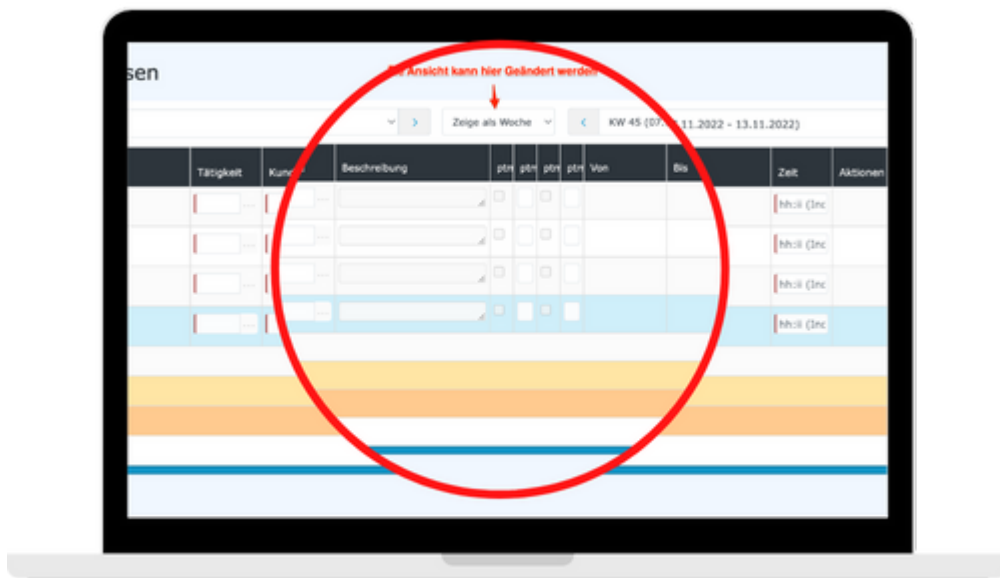 sen
Ansicht kann hier Geändert werden
Zeige als Woche
KW 45 (07. .11.2022 - 13.11.2022)
Tätigkeit Kund Beschreibung ptm ptm ptm ptm Von Bis Zeit Aktionen
hh:ii (Inc
hh:ii (Inc
hh:ii (Inc
hh:ii (Inc